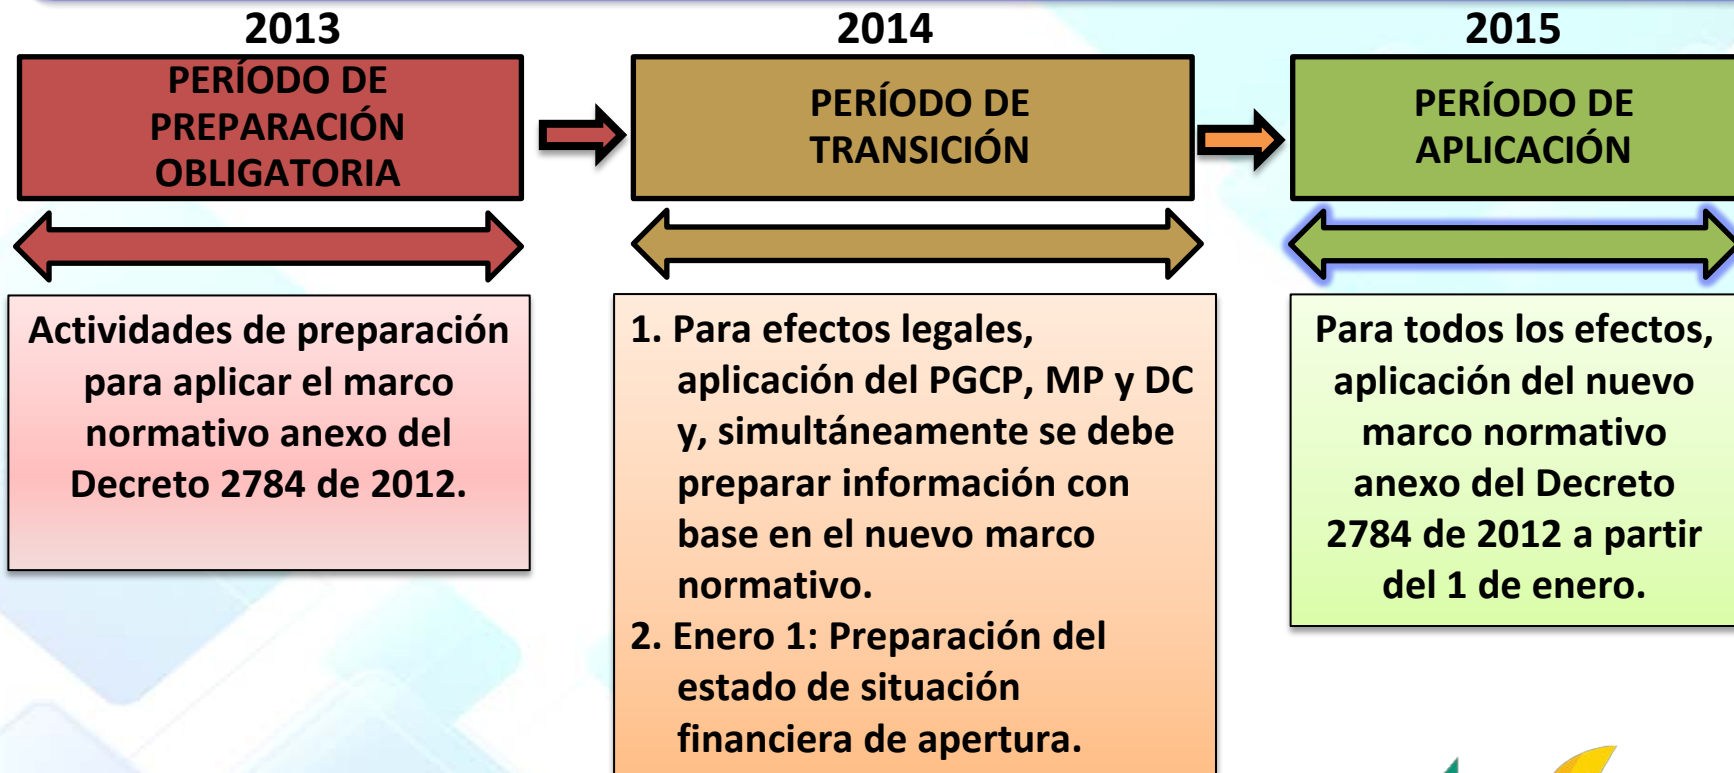 2013
PERÍODO DE
PREPARACIÓN
OBLIGATORIA
Actividades de preparación
para aplicar el marco
normativo anexo del
Decreto 2784 de 2012.
2014
PERÍODO DE
TRANSICIÓN
1. Para efectos legales,
aplicación del PGCP, MP y DC
y, simultáneamente se debe
preparar información con
base en el nuevo marco
normativo.
2. Enero 1: Preparación del
estado de situación
financiera de apertura.
2015
PERÍODO DE
APLICACIÓN
Para todos los efectos,
aplicación del nuevo
marco normativo
anexo del Decreto
2784 de 2012 a partir
del 1 de enero.